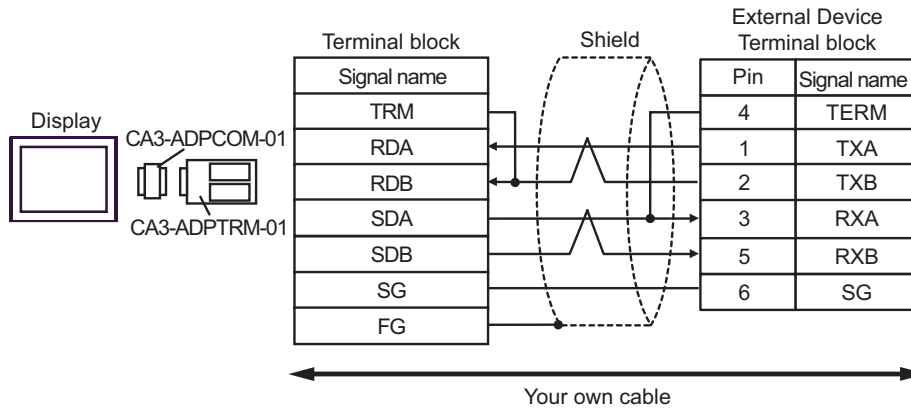 External Device
Terminal block Shield Terminal block
Signal name Pin Signal name
TRM 4 TERM
Display
CA3-ADPCOM-01
RDA 1 TXA
RDB 2 TXB
CA3-ADPTRM-01
SDA 3 RXA
SDB 5 RXB
SG 6 SG
FG
Your own cable